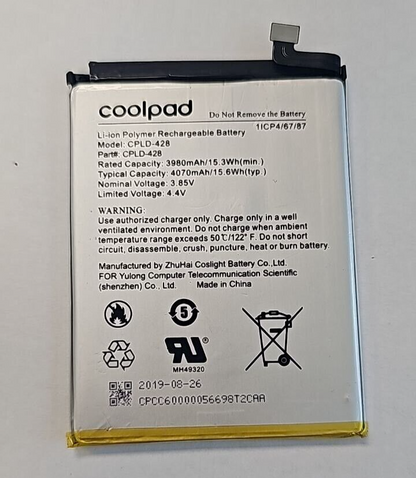 coolpad
Do Not Remove the Battery
1ICP4/67/87
Li-ion Polymer Rechargeable Battery
Model: CPLD-428
Part#: CPLD-428
Rated Capacity: 3980mAh/15.3Wh(min.)
Typical Capacity: 4070mAh/15.6Wh(typ.)
Nominal Voltage: 3.85V
Limited Voltage: 4.4V
WARNING:
Use authorized charger only. Charge only in a well
ventilated environment. Do not charge when ambient
temperature range exceeds 50℃/122° F. Do not short
circuit, disassemble, crush, puncture, heat or burn battery.
Manufactured by ZhuHai Coslight Battery Co.,Ltd.
FOR Yulong Computer Telecommunication Scientific
(shenzhen) Co., Ltd. Made in China
5
RU®
MH49320
2019-08-26
CPCC60000056698T2CAA